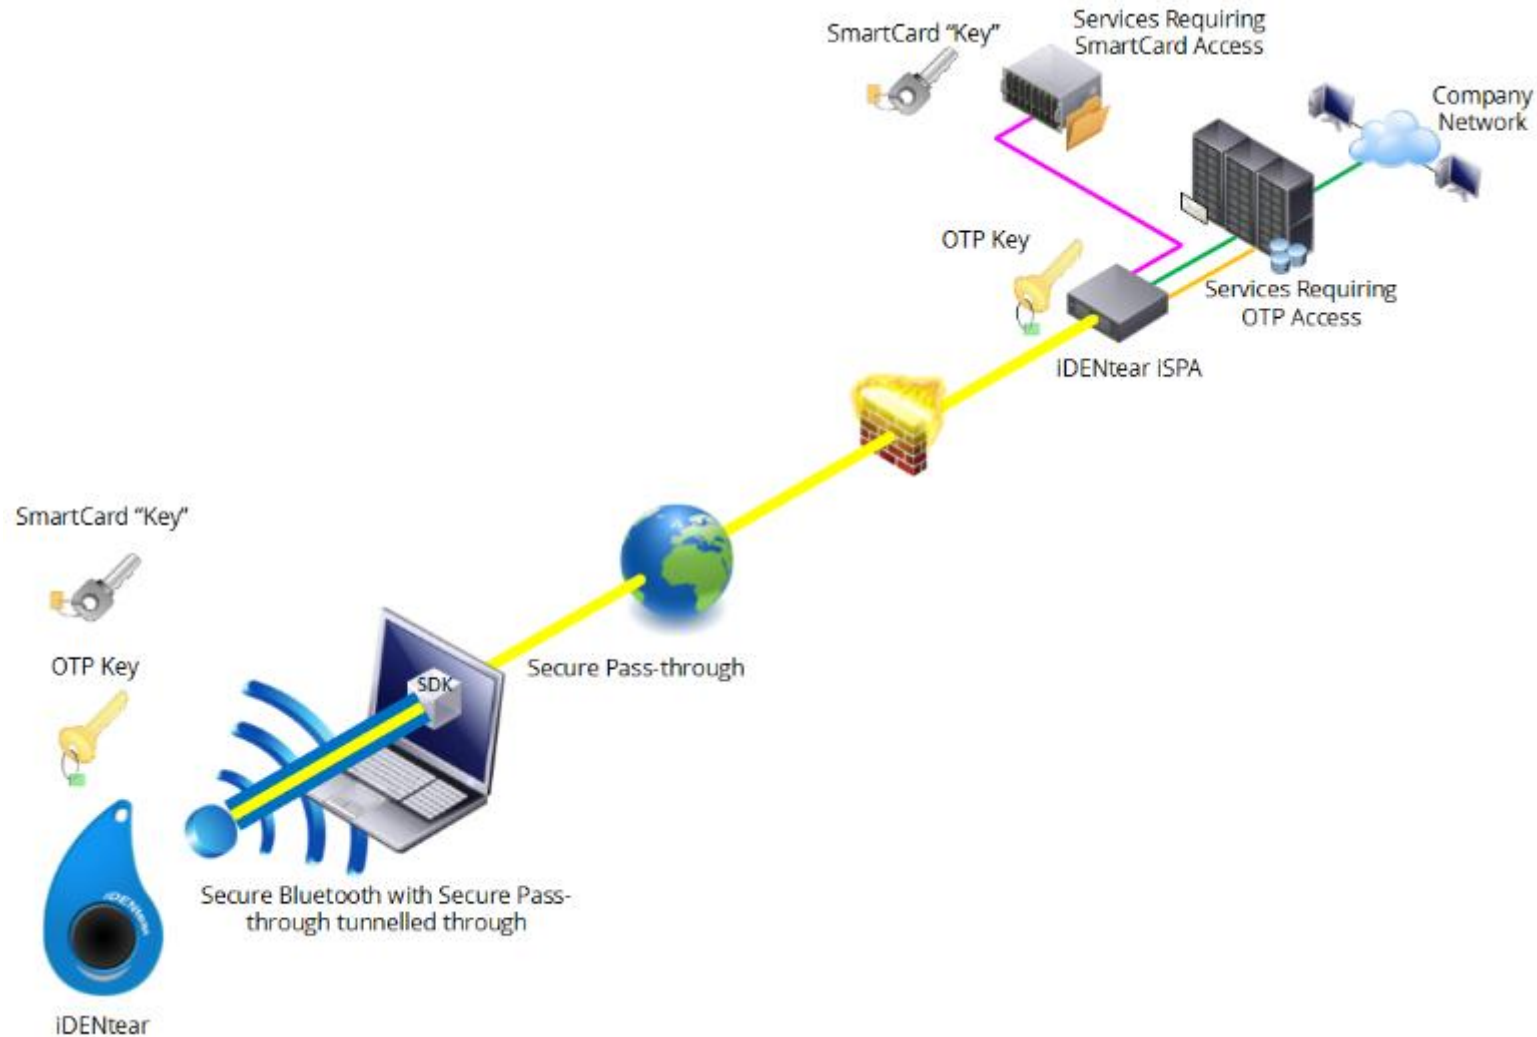 SmartCard “Key”
Services Requiring
SmartCard Access
Company
Network
OTP Key
Services Requiring
OTP Access
iDENtear iSPA
SmartCard “Key”
OTP Key
SDK
Secure Pass-through
Secure Bluetooth with Secure Pass-
through tunnelled through
iDENtear
iDENtear